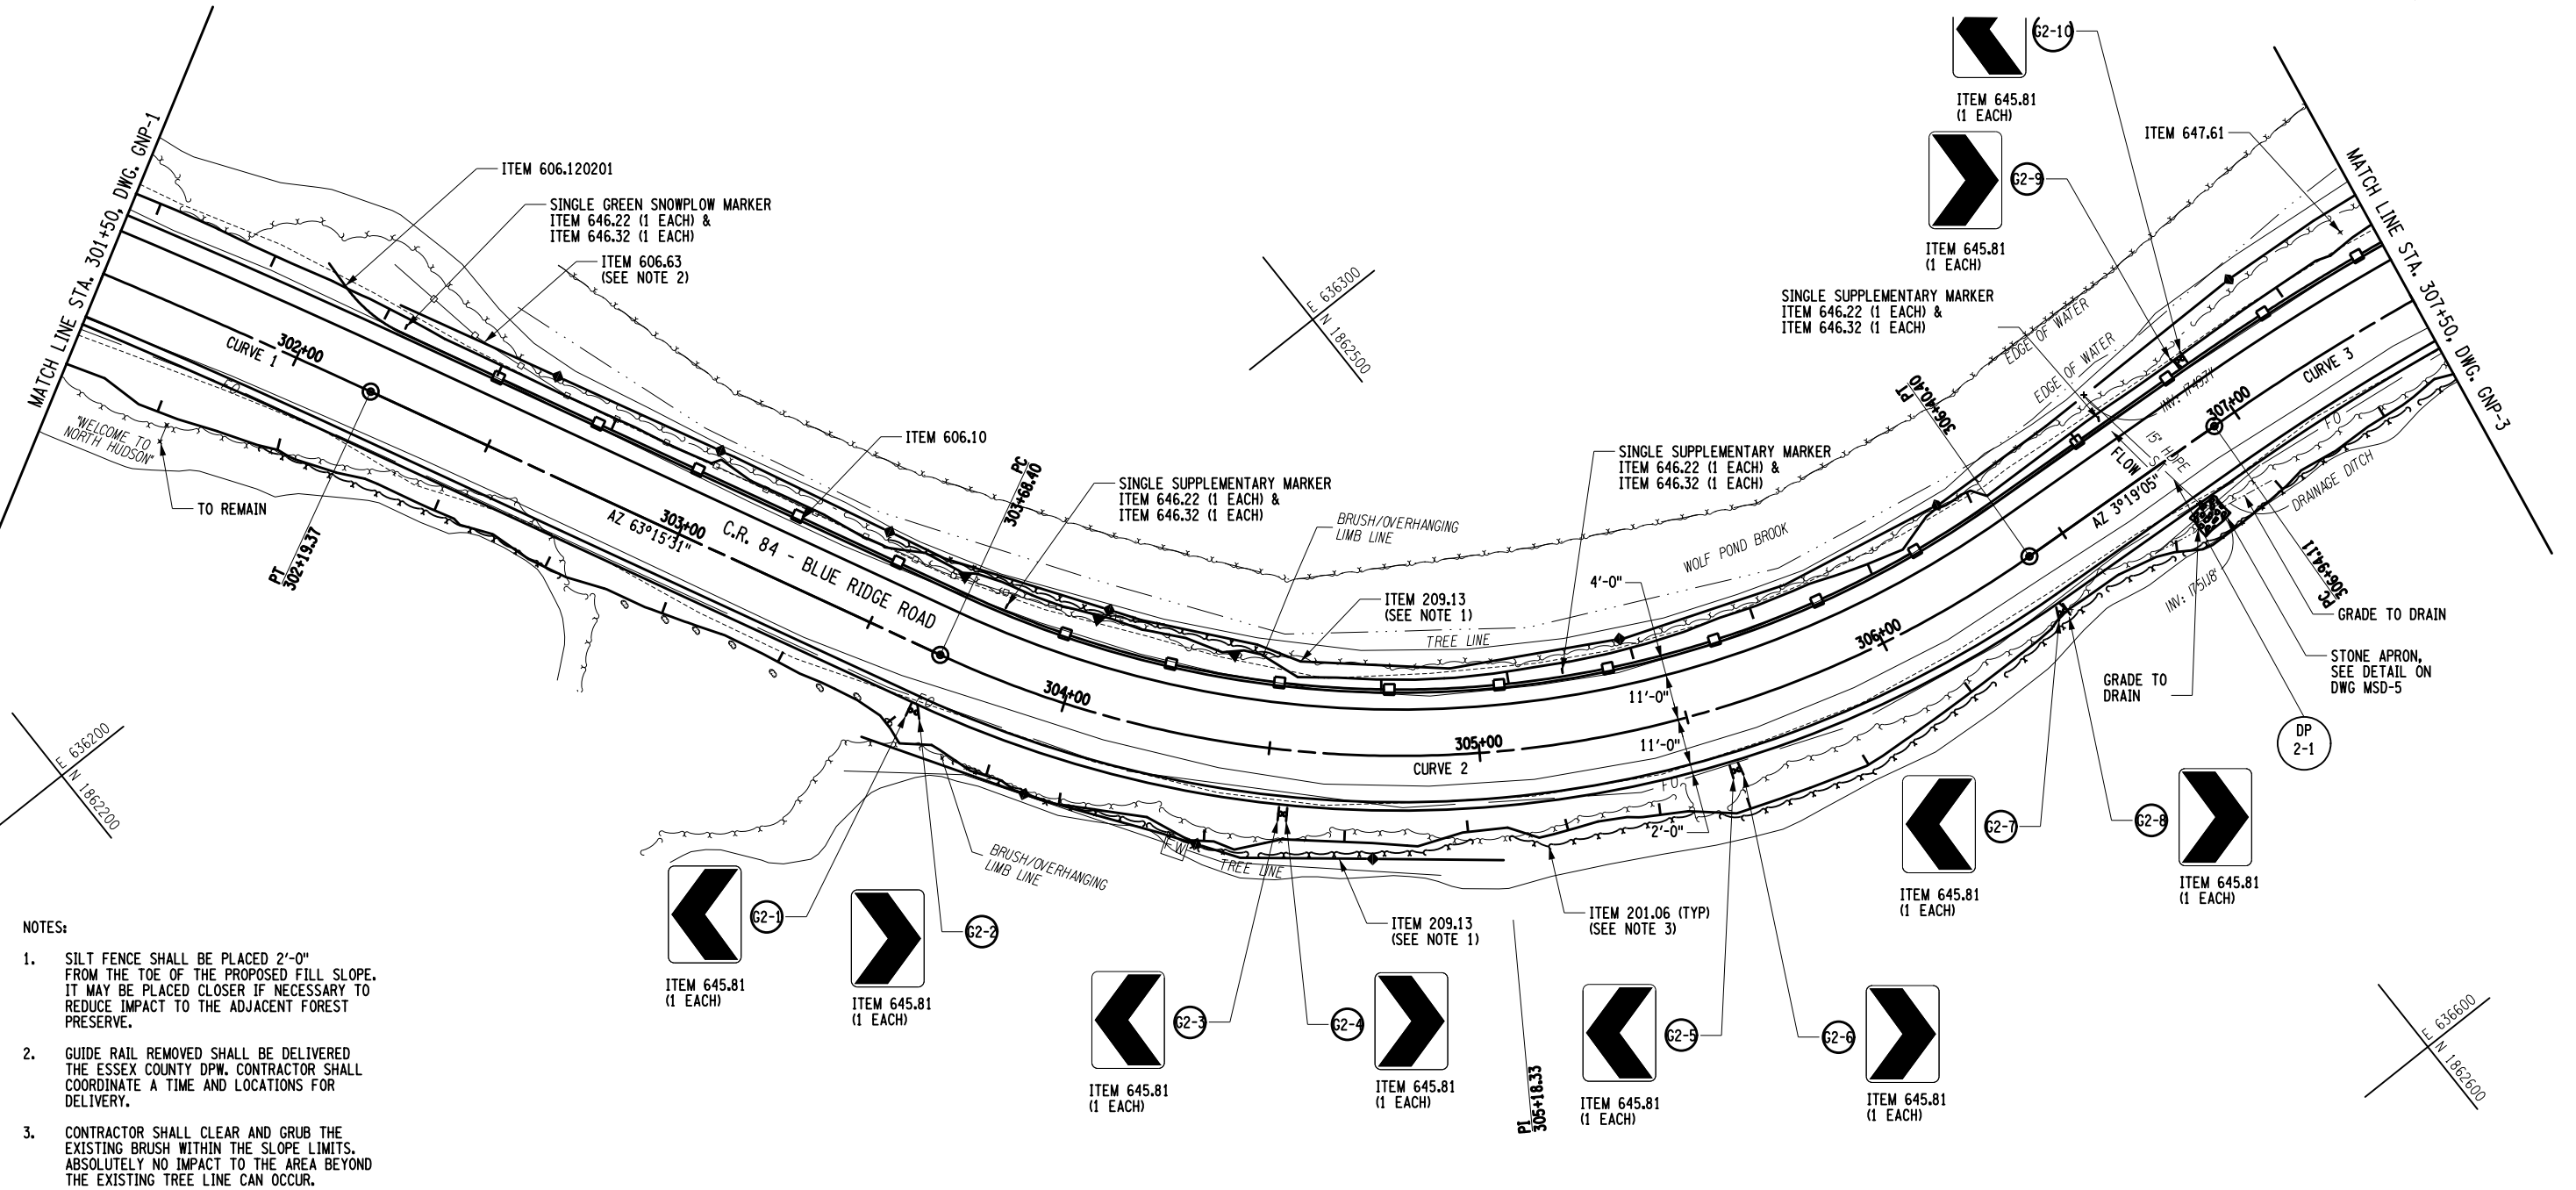 MATCH LINE STA. 301+50, DWG. GNP-1
ITEM 606.120201
SINGLE GREEN SNOWPLOW MARKER
ITEM 646.22 (1 EACH) &
ITEM 646.32 (1 EACH)
ITEM 606.63
(SEE NOTE 2)
302+00
CURVE 1
FO
"WELCOME TO
NORTH HUDSON"
TO REMAIN
PT
302+19.37
303+00
AZ 63°15'31"
C.R. 84 - BLUE RIDGE ROAD
ITEM 606.10
PC
303+68.40
SINGLE SUPPLEMENTARY MARKER
ITEM 646.22 (1 EACH) &
ITEM 646.32 (1 EACH)
BRUSH/OVERHANGING
LIMB LINE
E 636300
N 1862500
ITEM 209.13
(SEE NOTE 1)
TREE LINE
SINGLE SUPPLEMENTARY MARKER
ITEM 646.22 (1 EACH) &
ITEM 646.32 (1 EACH)
WOLF POND BROOK
4'-0"
11'-0"
11'-0"
2'-0"
304+00
305+00
CURVE 2
306+00
G2-10
ITEM 645.81
(1 EACH)
G2-9
ITEM 645.81
(1 EACH)
ITEM 647.61
SINGLE SUPPLEMENTARY MARKER
ITEM 646.22 (1 EACH) &
ITEM 646.32 (1 EACH)
EDGE OF WATER
EDGE OF WATER
PT
306+40.40
INV: 1749.71'
15" HDPE
FLOW
AZ 3°19'05"
307+00
CURVE 3
FO
DRAINAGE DITCH
INV: 1751.18'
PC
306+94.11
MATCH LINE STA. 307+50, DWG. GNP-3
GRADE TO DRAIN
STONE APRON,
SEE DETAIL ON
DWG MSD-5
GRADE TO
DRAIN
DP
2-1
E 636200
N 1862200
FO
BRUSH/OVERHANGING
LIMB LINE
FW
TREE LINE
FO
G2-1
ITEM 645.81
(1 EACH)
G2-2
ITEM 645.81
(1 EACH)
G2-3
ITEM 645.81
(1 EACH)
G2-4
ITEM 645.81
(1 EACH)
ITEM 209.13
(SEE NOTE 1)
ITEM 201.06 (TYP)
(SEE NOTE 3)
PI
305+18.33
G2-5
ITEM 645.81
(1 EACH)
G2-6
ITEM 645.81
(1 EACH)
G2-7
ITEM 645.81
(1 EACH)
G2-8
ITEM 645.81
(1 EACH)
E 636600
N 1862600
NOTES:
1. SILT FENCE SHALL BE PLACED 2'-0"
FROM THE TOE OF THE PROPOSED FILL SLOPE.
IT MAY BE PLACED CLOSER IF NECESSARY TO
REDUCE IMPACT TO THE ADJACENT FOREST
PRESERVE.
2. GUIDE RAIL REMOVED SHALL BE DELIVERED
THE ESSEX COUNTY DPW. CONTRACTOR SHALL
COORDINATE A TIME AND LOCATIONS FOR
DELIVERY.
3. CONTRACTOR SHALL CLEAR AND GRUB THE
EXISTING BRUSH WITHIN THE SLOPE LIMITS.
ABSOLUTELY NO IMPACT TO THE AREA BEYOND
THE EXISTING TREE LINE CAN OCCUR.